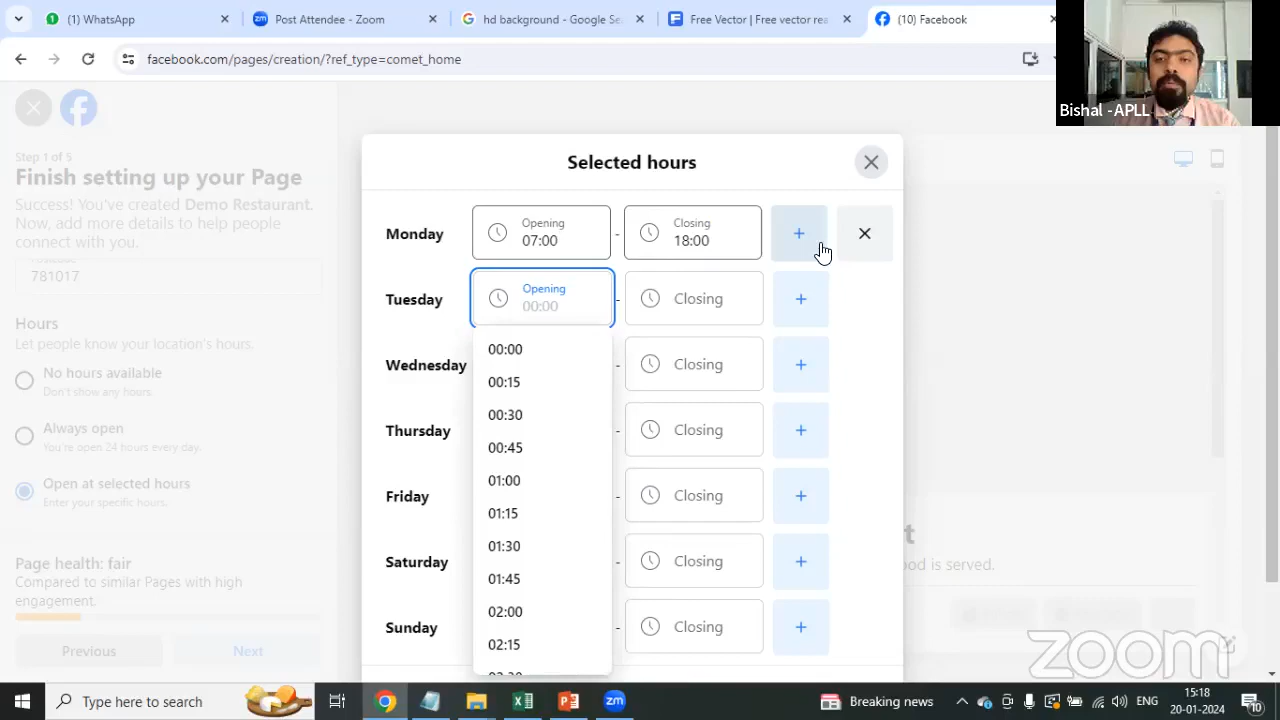 (1) WhatsApp
Post Attendee - Zoom
hd background - Google Se
Free Vector | Free vector rea
(10) Facebook
facebook.com/pages/creation/?ref_type=comet_home
Bishal -APLL
Step 1 of 5
Finish setting up your Page
Success! You've created Demo Restaurant.
Now, add more details to help people
connect with you.
781017
Hours
Let people know your location's hours.
No hours available
Don't show any hours.
Always open
You're open 24 hours every day.
Open at selected hours
Enter your specific hours.
Page health: fair
Compared to similar Pages with high
engagement.
Previous
Next
Selected hours
Monday
Opening
07:00
-
Closing
18:00
+
Tuesday
Opening
00:00
-
Closing
+
00:00
00:15
00:30
00:45
01:00
01:15
01:30
01:45
02:00
02:15
02:30
Wednesday
-
Closing
+
Thursday
-
Closing
+
Friday
-
Closing
+
Saturday
-
Closing
+
Sunday
-
Closing
+
t
ood is served.
zoom
Type here to search
Breaking news
ENG
15:18
20-01-2024
10